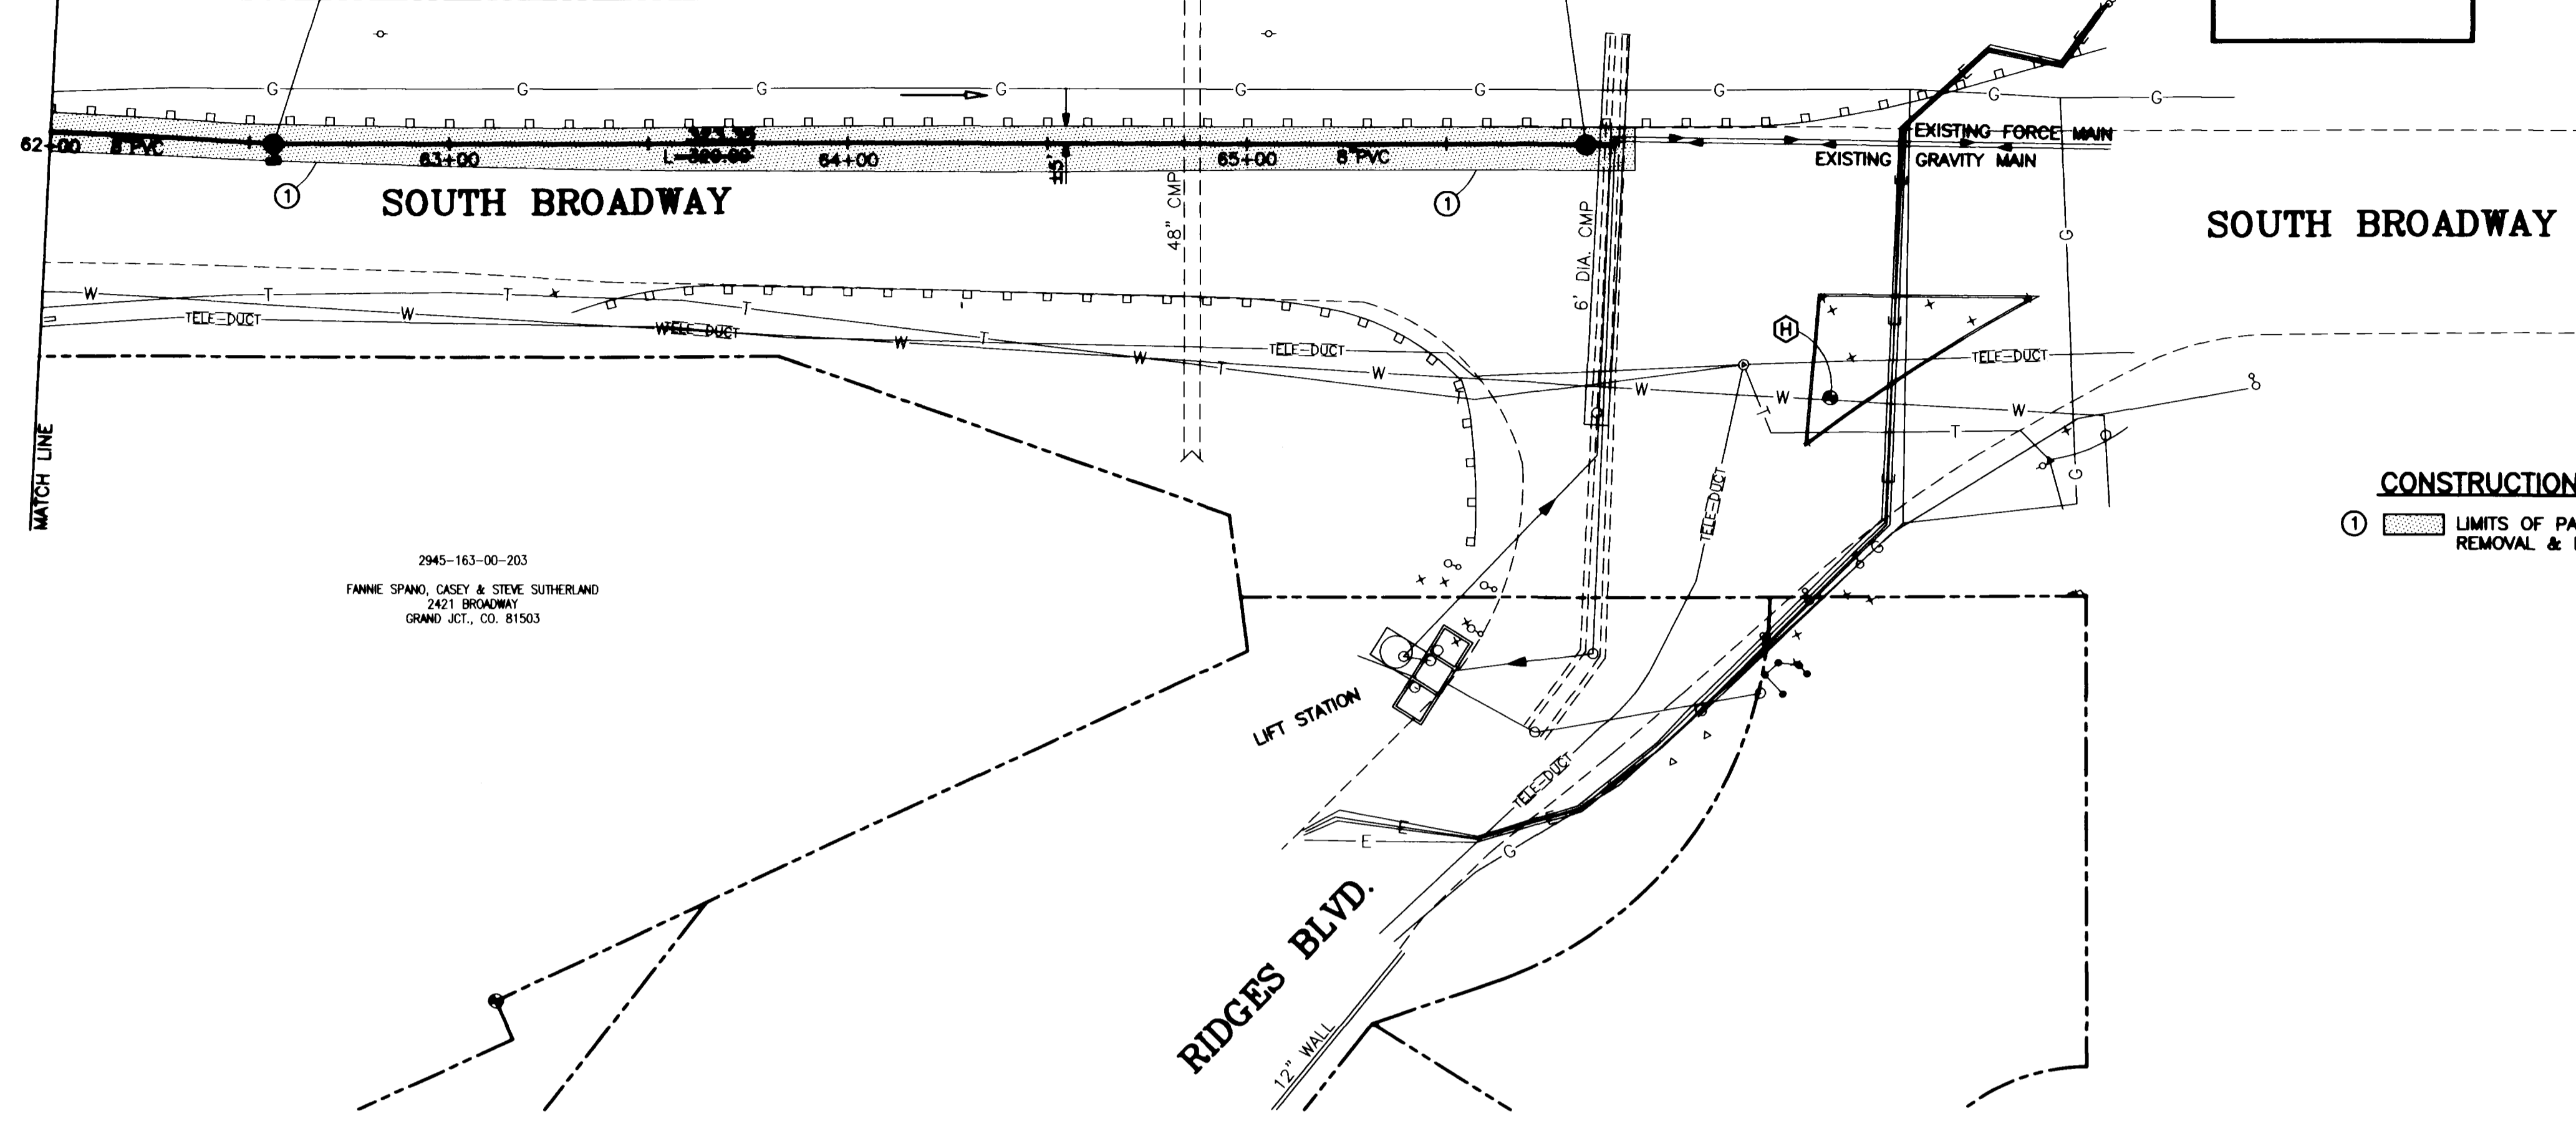 G G G G G G G G G
62+00 8"PVC 63+00 64+00 65+00 8"PVC
EXISTING FORCE MAIN
EXISTING GRAVITY MAIN
1
1
SOUTH BROADWAY
SOUTH BROADWAY
48" CMP
6' DIA. CMP
G
E
H
W T T W T T W W T W W W T W T
TELE-DUCT
TELE-DUCT
TELE-DUCT
TELE-DUCT
MATCH LINE
TELE-DUCT
G
CONSTRUCTION
1 LIMITS OF PA
REMOVAL &
2945-163-00-203
FANNIE SPANO, CASEY & STEVE SUTHERLAND
2421 BROADWAY
GRAND JCT., CO. 81503
G
LIFT STATION
TELE-DUCT
E E E G
RIDGES BLVD.
12" WALL